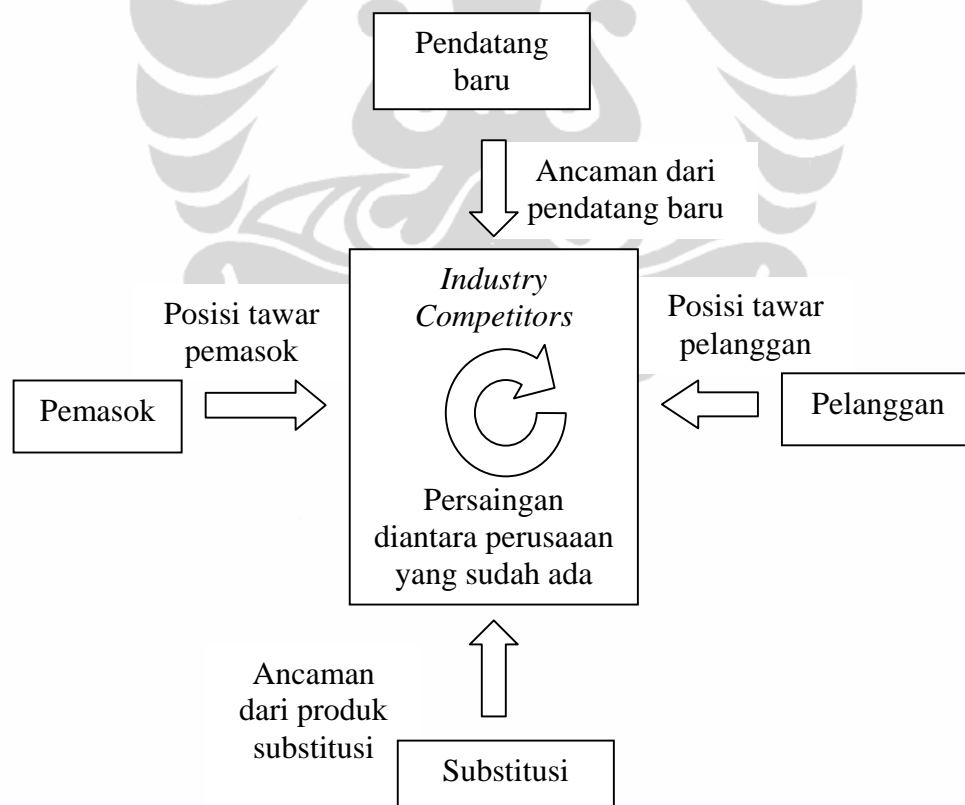 Pendatang
baru
Ancaman dari
pendatang baru
Industry
Competitors
Posisi tawar
pemasok
Posisi tawar
pelanggan
Pemasok
Pelanggan
Persaingan
diantara perusaaan
yang sudah ada
Ancaman
dari produk
substitusi
Substitusi